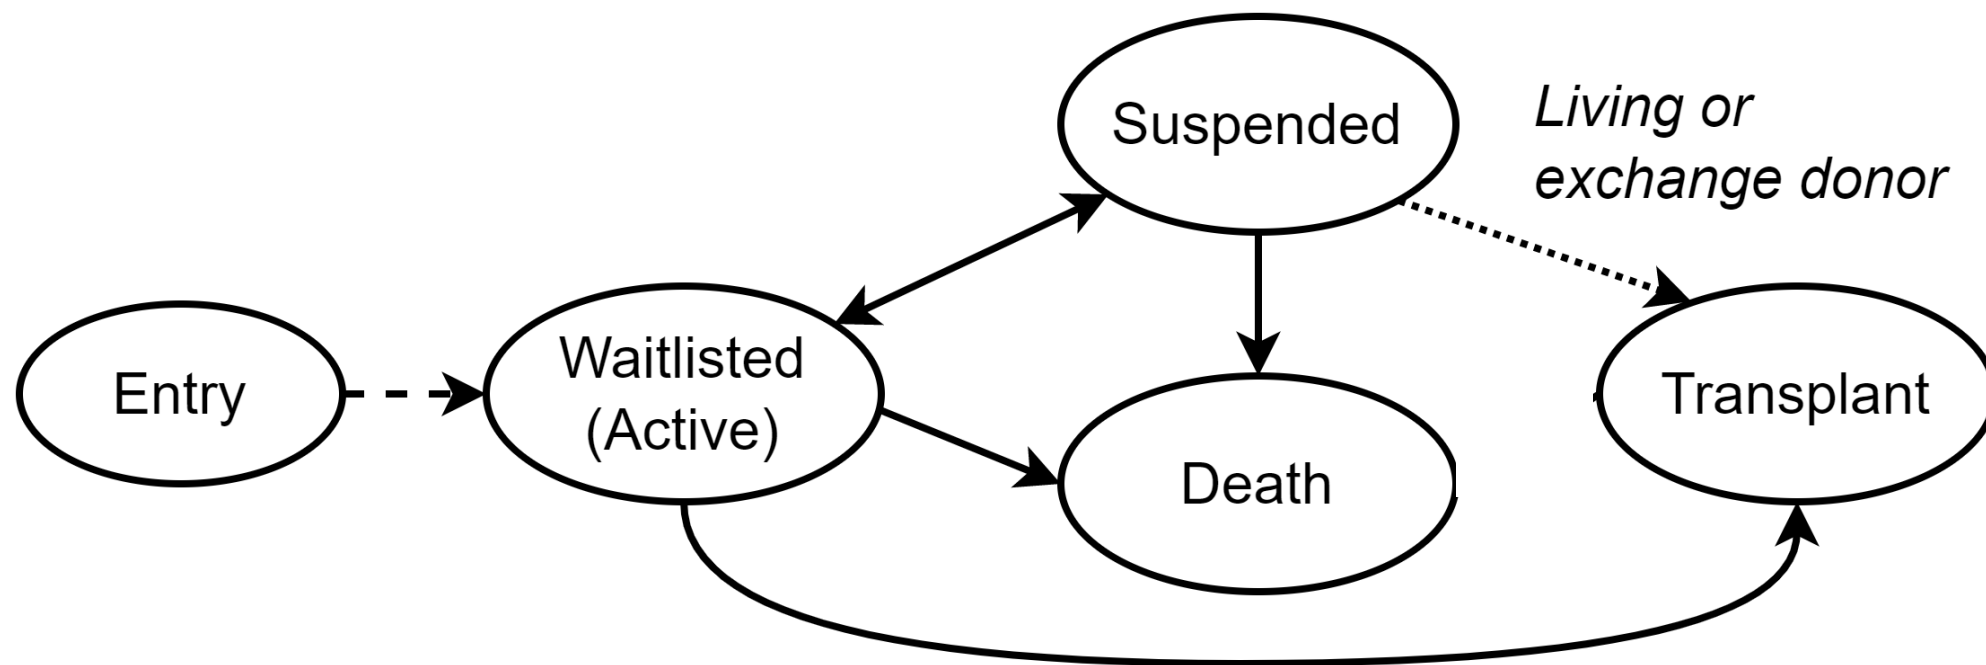 Suspended
Living or
exchange donor
Entry
Waitlisted
(Active)
Death
Transplant